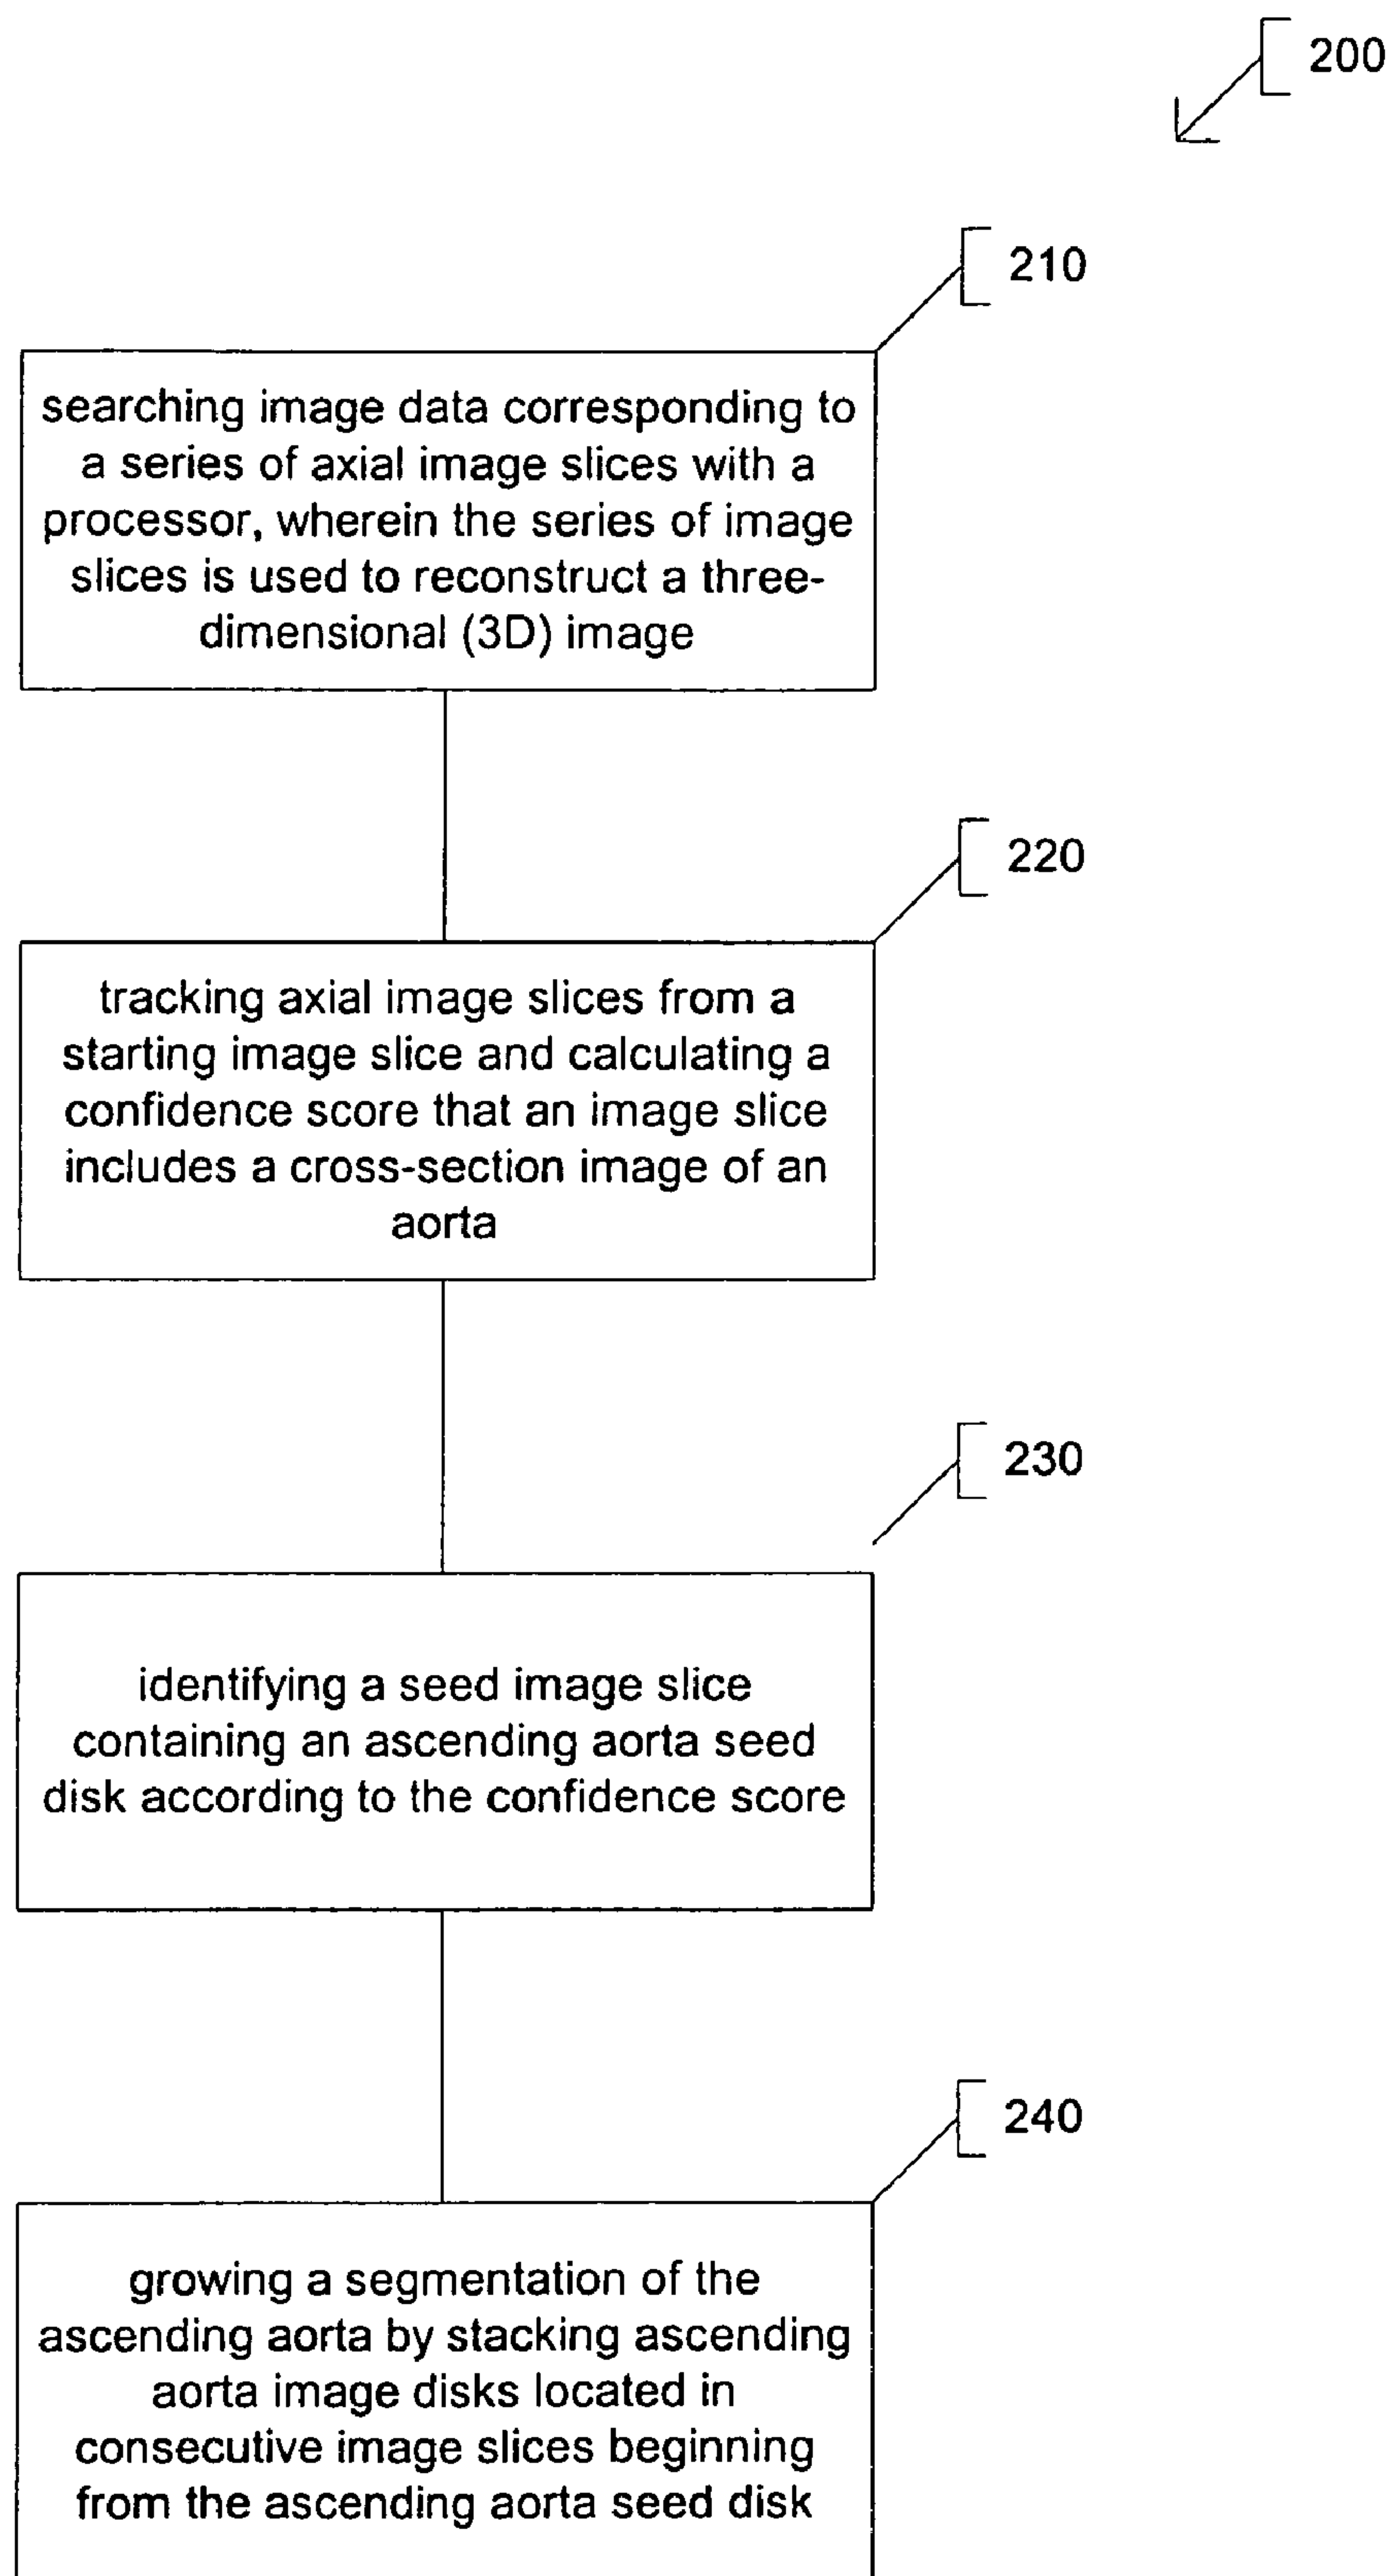 200
210
searching image data corresponding to
a series of axial image slices with a
processor, wherein the series of image
slices is used to reconstruct a three-
dimensional (3D) image
220
tracking axial image slices from a
starting image slice and calculating a
confidence score that an image slice
includes a cross-section image of an
aorta
230
identifying a seed image slice
containing an ascending aorta seed
disk according to the confidence score
240
growing a segmentation of the
ascending aorta by stacking ascending
aorta image disks located in
consecutive image slices beginning
from the ascending aorta seed disk